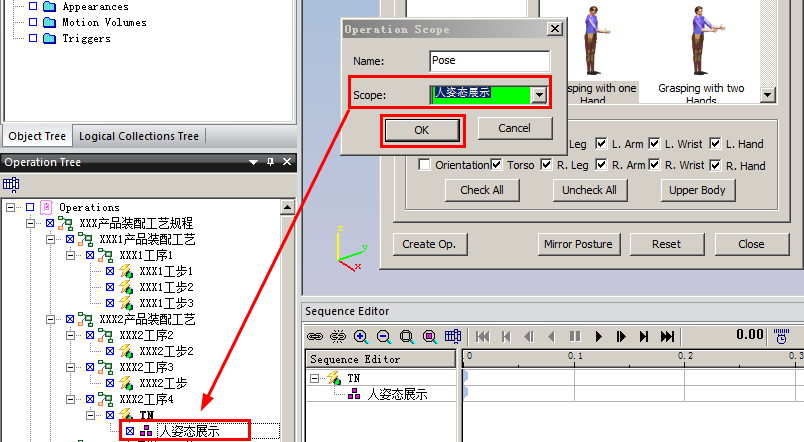 Appearances
Motion Volumes
Triggers
Object Tree
Logical Collections Tree
Operation Tree
Operations
XXX产品装配工艺规程
XXX1产品装配工艺
XXX1工序1
XXX1工步1
XXX1工步2
XXX1工步3
XXX2产品装配工艺
XXX2工序2
XXX2工步2
XXX2工序3
XXX2工步
XXX2工序4
TN
人姿态展示
Operation Scope
Name: Pose
Scope: 人姿态展示
OK
Cancel
sping with one
Hand
Grasping with two
Hands
Leg L. Arm L. Wrist L. Hand
Orientation Torso R. Leg R. Arm R. Wrist R. Hand
Check All
Uncheck All
Upper Body
Create Op.
Mirror Posture
Reset
Close
z
y
x
Sequence Editor
0.00
Sequence Editor
.0 0.1 0.2 0.3
TN
人姿态展示